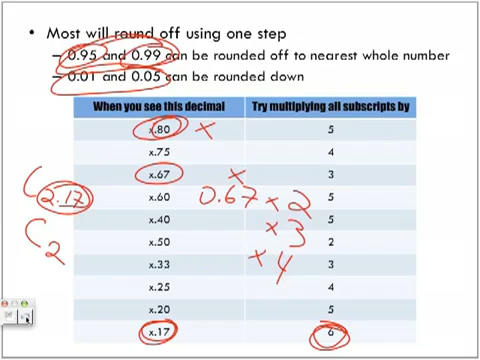 • Most will round off using one step
– 0.95 and 0.99 can be rounded off to nearest whole number
– 0.01 and 0.05 can be rounded down
When you see this decimal Try multiplying all subscripts by
x.80 x 5
x.75 4
x.67 x 3
x.60 0.67 x 2 5
x.40 x 3 5
x.50 2
x.33 x 4 3
x.25 4
x.20 5
x.17 6
C 2.17
C 2